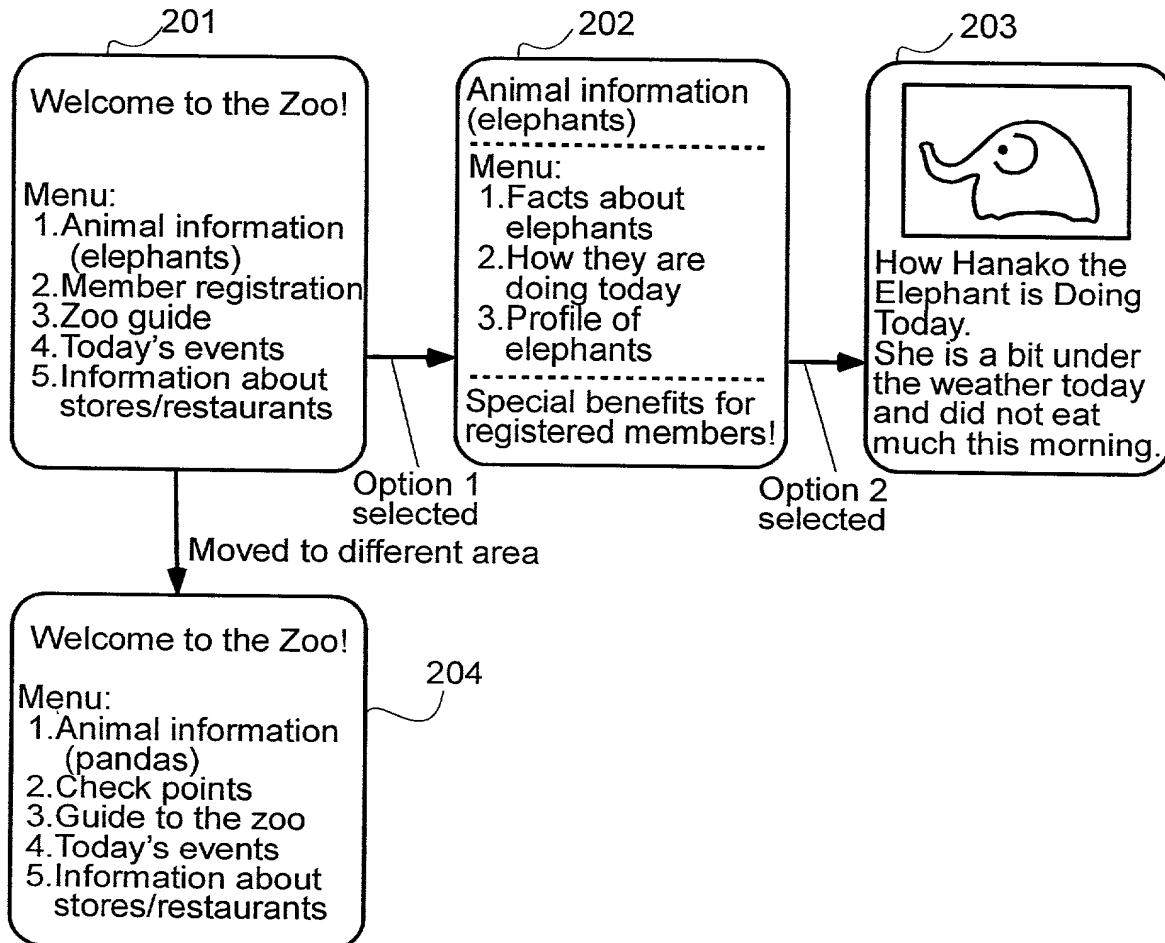 201
Welcome to the Zoo!
Menu:
1.Animal information
(elephants)
2.Member registration
3.Zoo guide
4.Today's events
5.Information about
stores/restaurants
202
Animal information
(elephants)
Menu:
1.Facts about
elephants
2.How they are
doing today
3.Profile of
elephants
Special benefits for
registered members!
203
How Hanako the
Elephant is Doing
Today.
She is a bit under
the weather today
and did not eat
much this morning.
Option 1
selected
Option 2
selected
Moved to different area
204
Welcome to the Zoo!
Menu:
1.Animal information
(pandas)
2.Check points
3.Guide to the zoo
4.Today's events
5.Information about
stores/restaurants